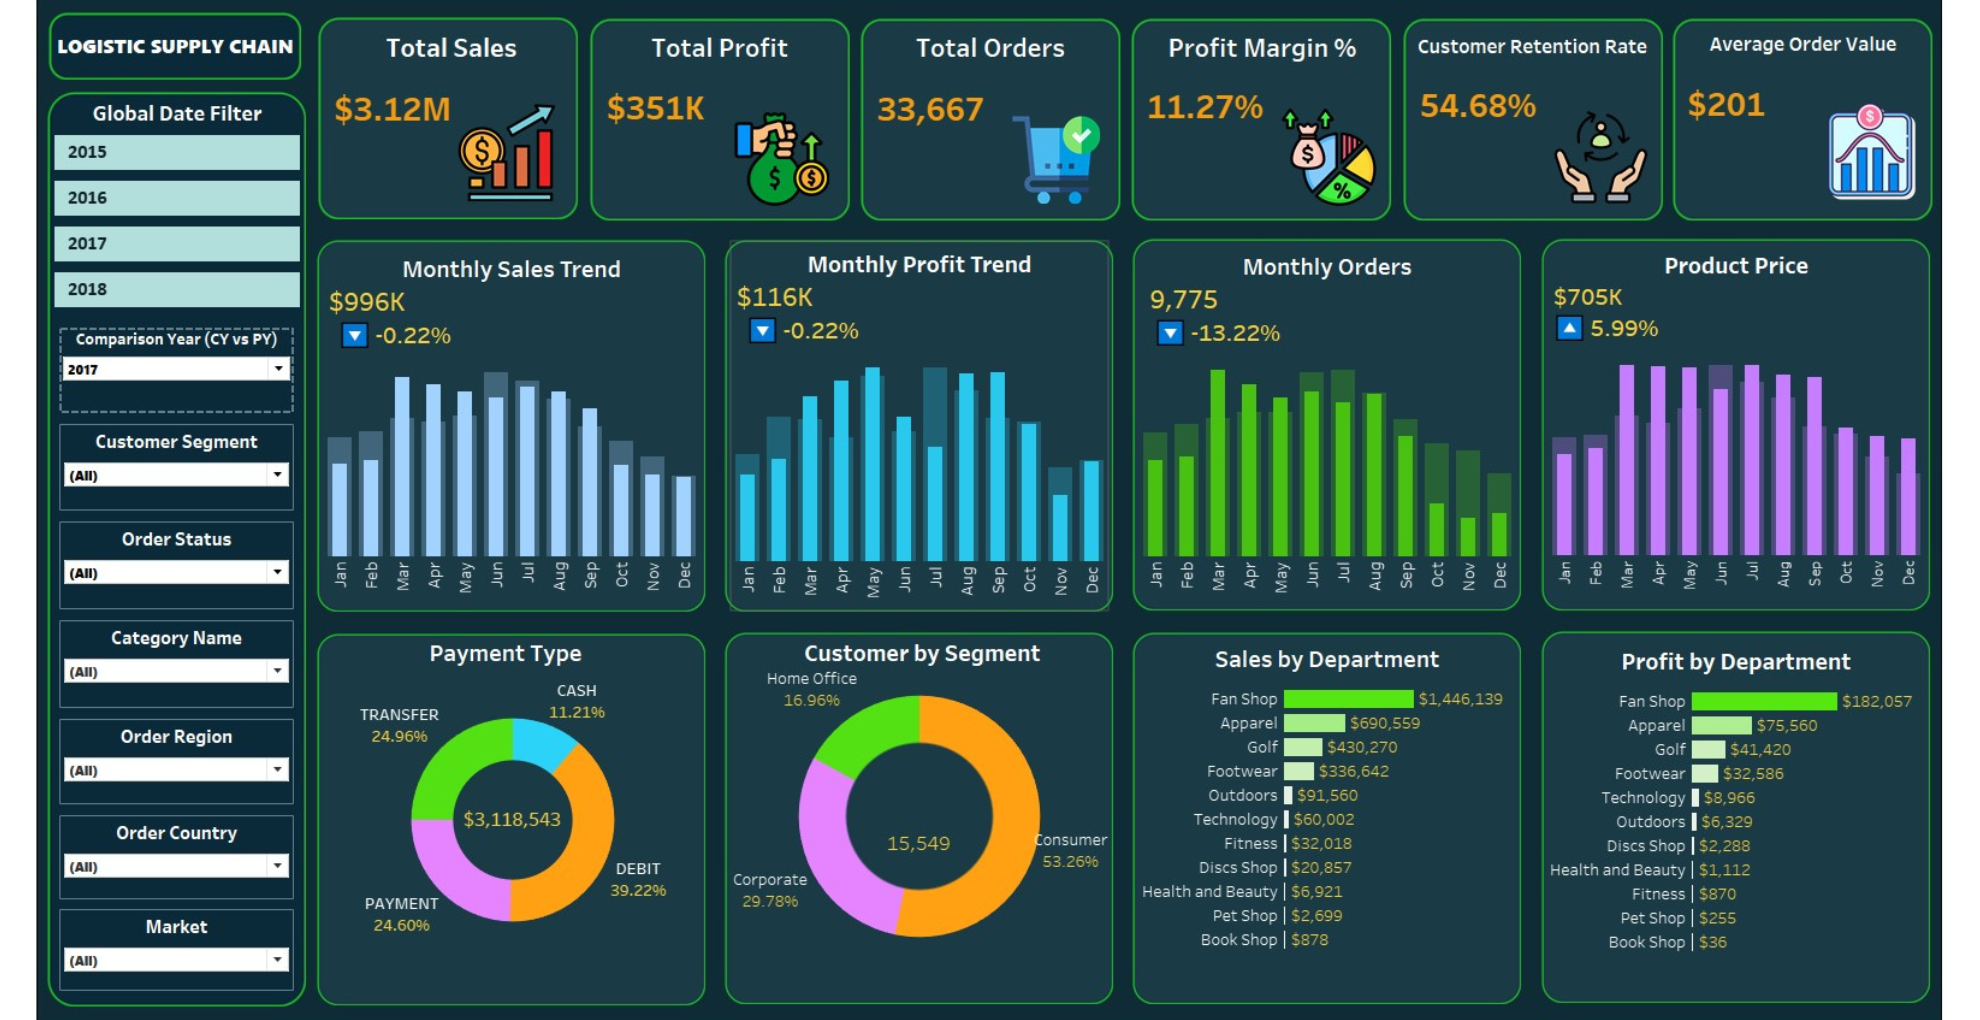 LOGISTIC SUPPLY CHAIN
Global Date Filter
2015
2016
2017
2018
Comparison Year (CY vs PY)
2017
Customer Segment
(All)
Order Status
(All)
Category Name
(All)
Order Region
(All)
Order Country
(All)
Market
(All)
Total Sales
$3.12M
$
Total Profit
$351K
$
$
Total Orders
33,667
Profit Margin %
11.27%
$
%
Customer Retention Rate
54.68%
Average Order Value
$201
$
Monthly Sales Trend
$996K
-0.22%
Jan
Feb
Mar
Apr
May
Jun
Jul
Aug
Sep
Oct
Nov
Dec
Monthly Profit Trend
$116K
-0.22%
Jan
Feb
Mar
Apr
May
Jun
Jul
Aug
Sep
Oct
Nov
Dec
Monthly Orders
9,775
-13.22%
Jan
Feb
Mar
Apr
May
Jun
Jul
Aug
Sep
Oct
Nov
Dec
Product Price
$705K
5.99%
Jan
Feb
Mar
Apr
May
Jun
Jul
Aug
Sep
Oct
Nov
Dec
Payment Type
CASH
11.21%
TRANSFER
24.96%
$3,118,543
DEBIT
39.22%
PAYMENT
24.60%
Customer by Segment
Home Office
16.96%
15,549
Consumer
53.26%
Corporate
29.78%
Sales by Department
Fan Shop $1,446,139
Apparel $690,559
Golf $430,270
Footwear $336,642
Outdoors $91,560
Technology $60,002
Fitness $32,018
Discs Shop $20,857
Health and Beauty $6,921
Pet Shop $2,699
Book Shop $878
Profit by Department
Fan Shop $182,057
Apparel $75,560
Golf $41,420
Footwear $32,586
Technology $8,966
Outdoors $6,329
Discs Shop $2,288
Health and Beauty $1,112
Fitness $870
Pet Shop $255
Book Shop $36